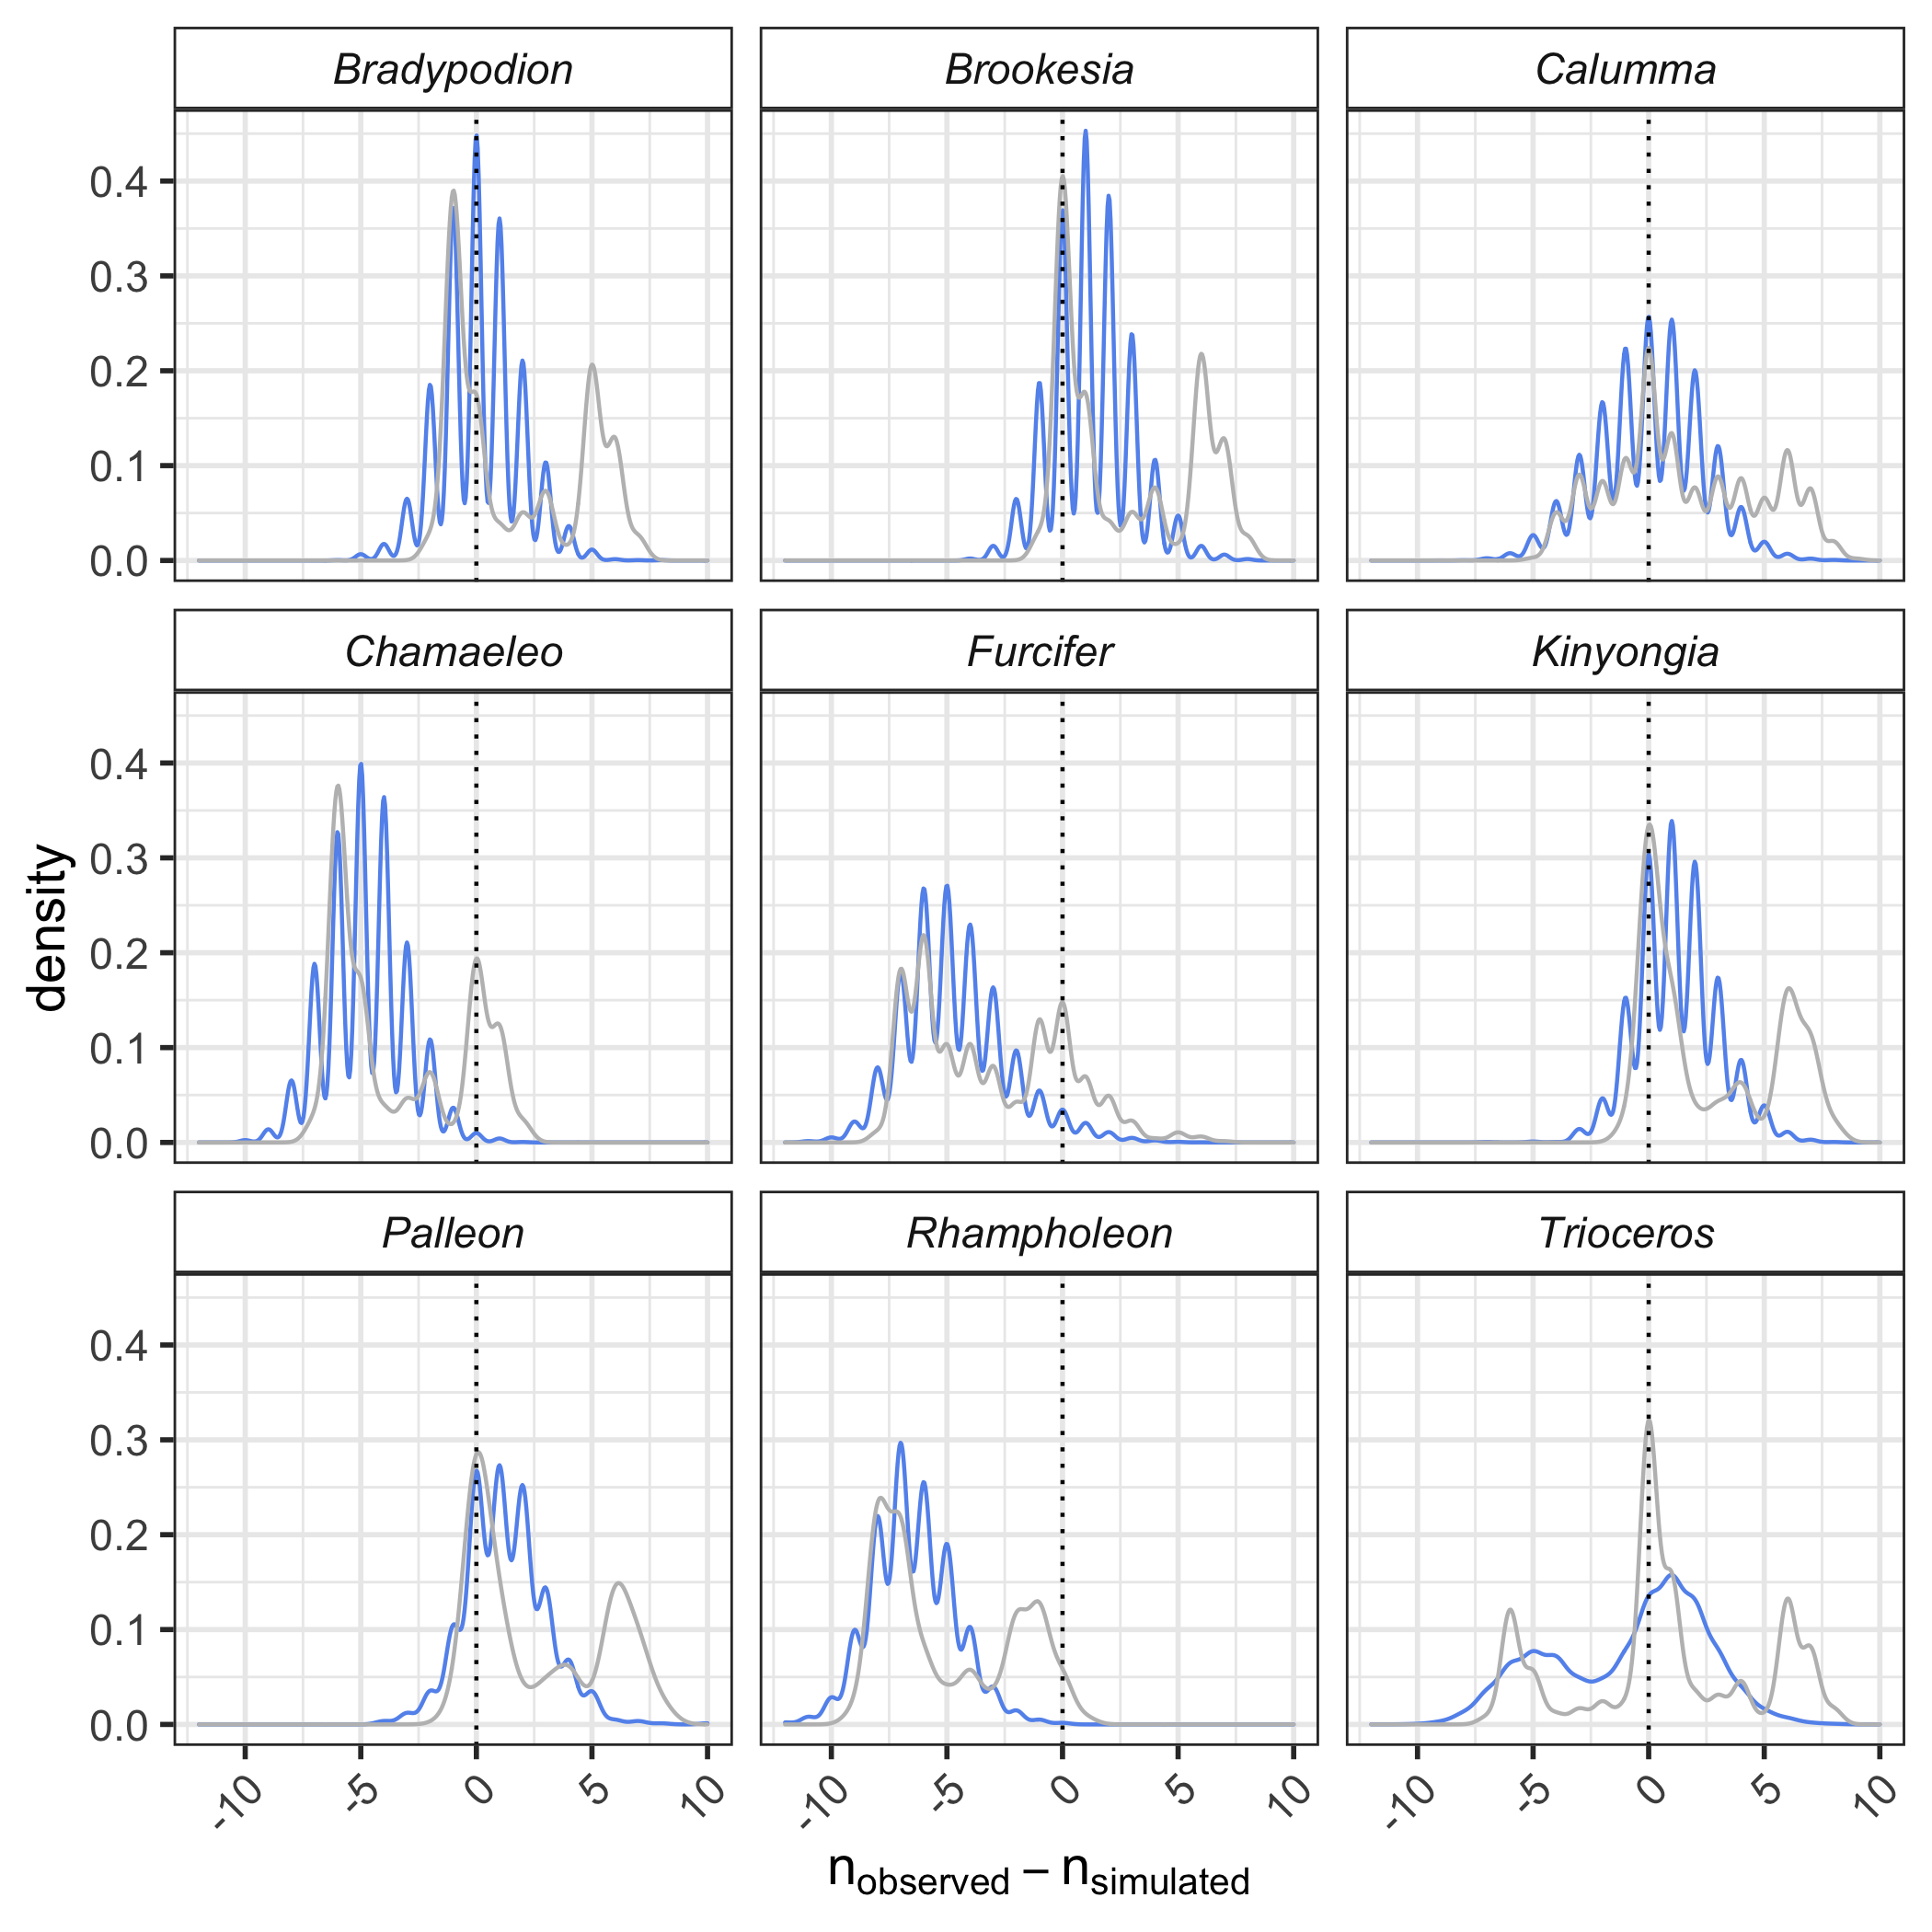 Bradypodion Brookesia Calumma
0.4
0.3
0.2
0.1
0.0
Chamaeleo Furcifer Kinyongia
0.4
0.3
0.2
0.1
0.0
density
Palleon Rhampholeon Trioceros
0.4
0.3
0.2
0.1
0.0
-10 -5 0 5 10 -10 -5 0 5 10 -10 -5 0 5 10
nobserved – nsimulated